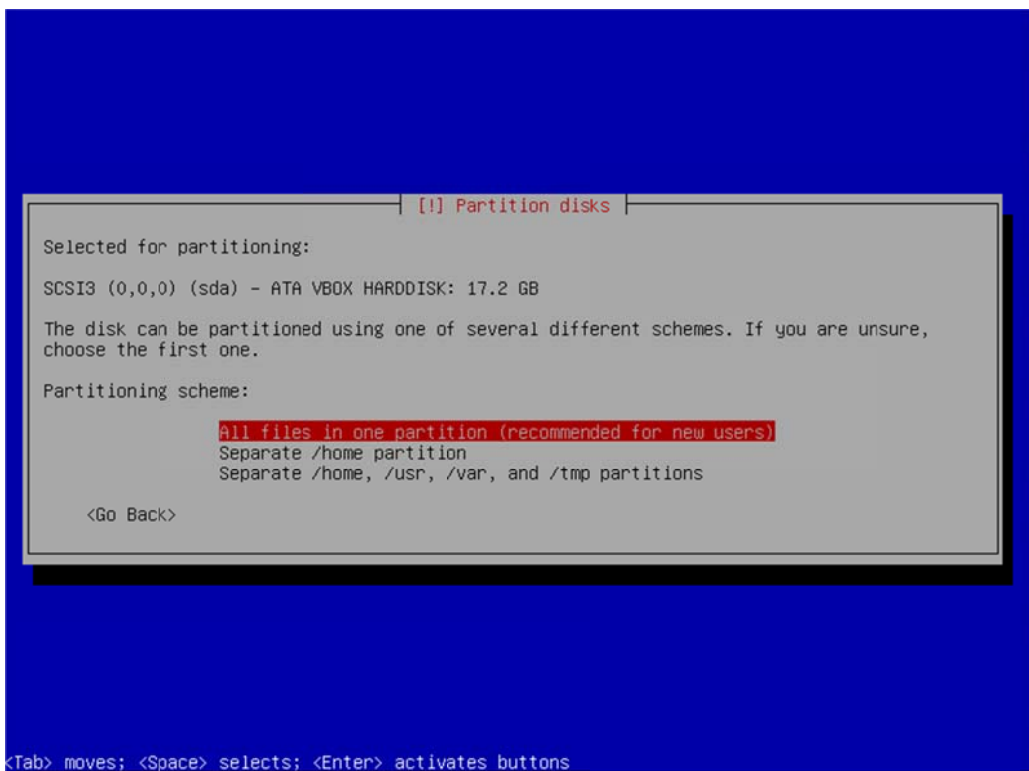 [!] Partition disks
Selected for partitioning:
SCSI3 (0,0,0) (sda) - ATA VBOX HARDDISK: 17.2 GB
The disk can be partitioned using one of several different schemes. If you are unsure,
choose the first one.
Partitioning scheme:
All files in one partition (recommended for new users)
Separate /home partition
Separate /home, /usr, /var, and /tmp partitions
<Go Back>
<Tab> moves; <Space> selects; <Enter> activates buttons